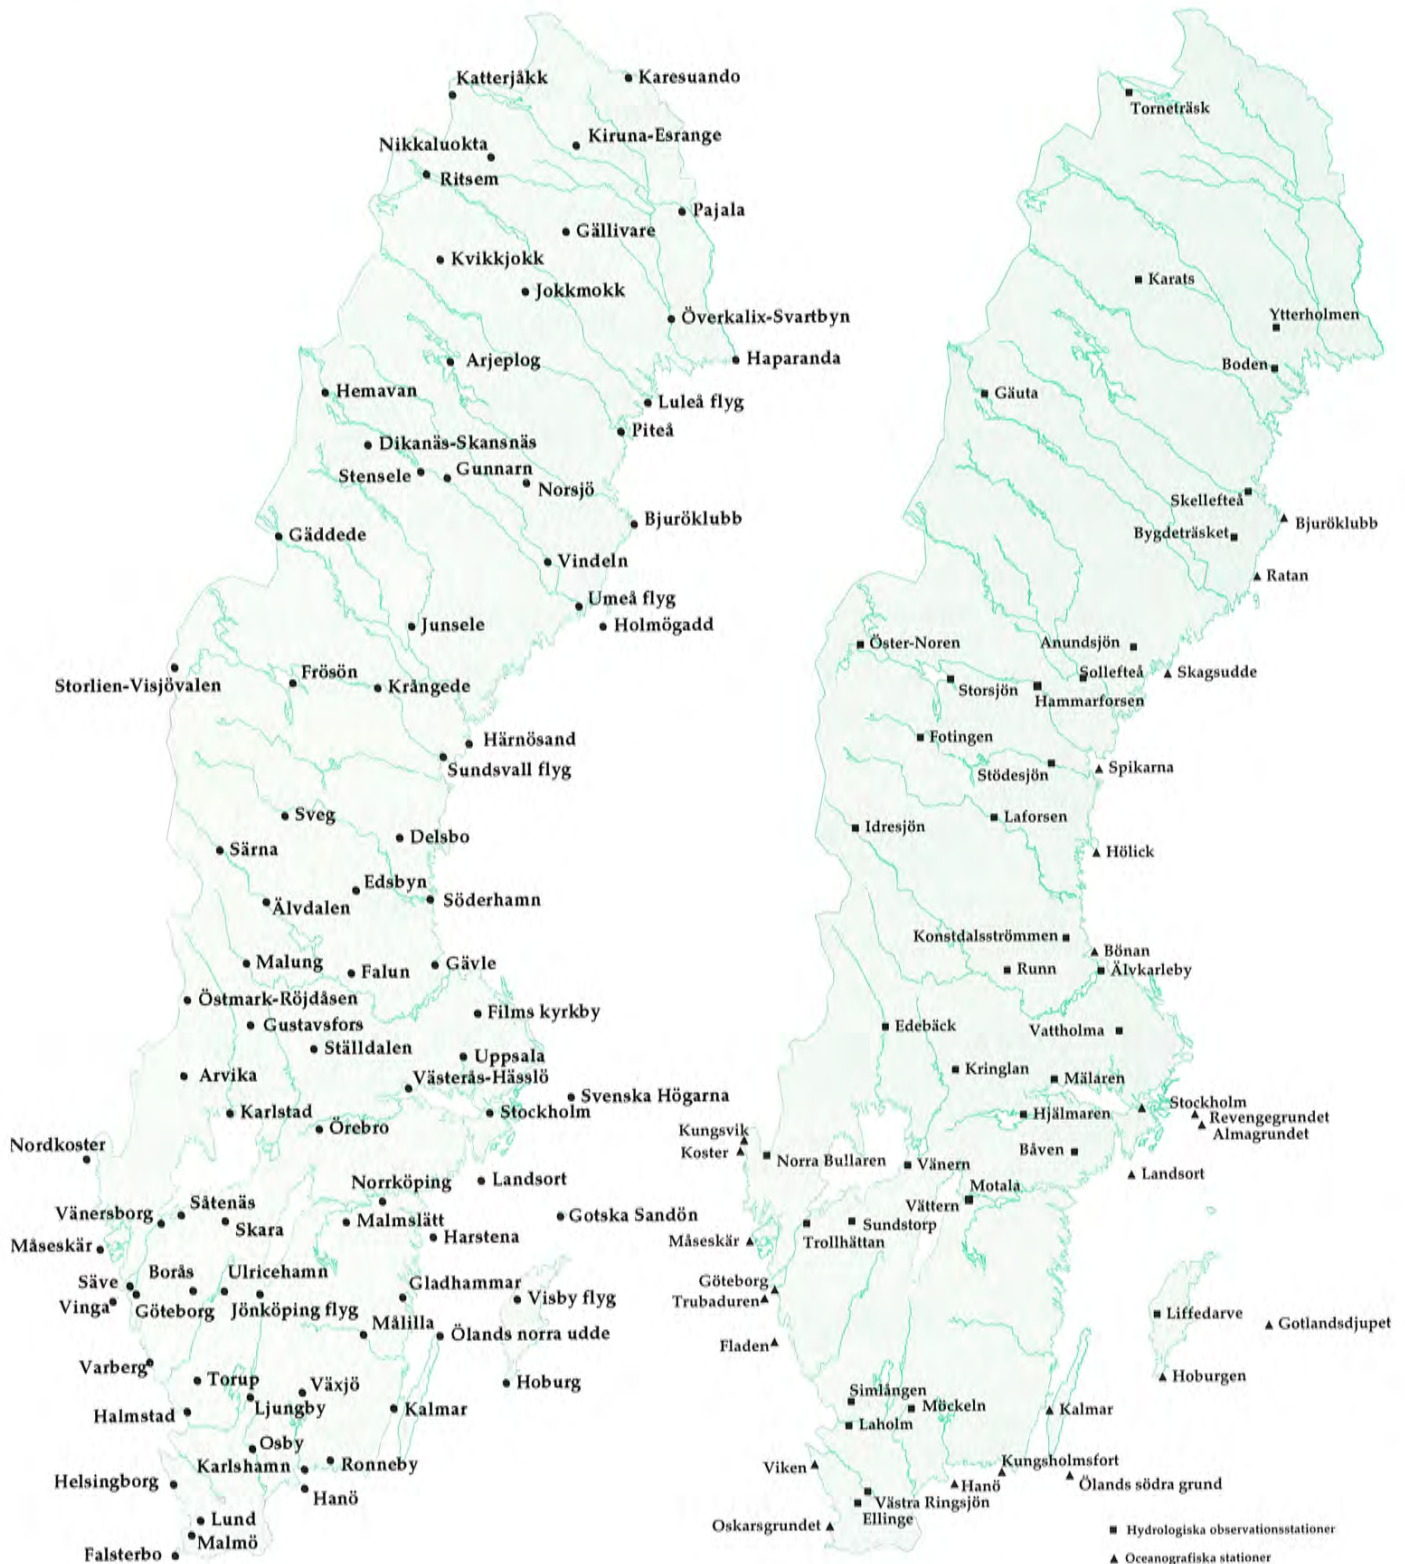 Katterjåkk
Karesuando
Kiruna-Esrange
Nikkaluokta
Ritsem
Pajala
Gällivare
Kvikkjokk
Jokkmokk
Överkalix-Svartbyn
Arjeplog
Haparanda
Hemavan
Luleå flyg
Piteå
Dikanäs-Skansnäs
Stensele
Gunnarn
Norsjö
Bjuröklubb
Gäddede
Vindeln
Umeå flyg
Junsele
Holmögadd
Storlien-Visjövalen
Frösön
Krångede
Härnösand
Sundsvall flyg
Sveg
Delsbo
Särna
Edsbyn
Älvdalen
Söderhamn
Malung
Falun
Gävle
Östmark-Röjdåsen
Films kyrkby
Gustavsfors
Ställdalen
Uppsala
Arvika
Västerås-Hässlö
Svenska Högarna
Karlstad
Stockholm
Örebro
Nordkoster
Norrköping
Landsort
Vänersborg
Såtenäs
Skara
Malmslätt
Gotska Sandön
Måseskär
Harstena
Säve
Borås
Ulricehamn
Gladhammar
Vinga
Göteborg
Jönköping flyg
Visby flyg
Målilla
Ölands norra udde
Varberg
Torup
Växjö
Hoburg
Halmstad
Ljungby
Kalmar
Osby
Karlshamn
Ronneby
Helsingborg
Hanö
Lund
Malmö
Falsterbo
Torneträsk
Karats
Ytterholmen
Boden
Gäuta
Skellefteå
Bjuröklubb
Bygdeträsket
Ratan
Öster-Noren
Anundsjön
Storsjön
Sollefteå
Skagsudde
Hammarforsen
Fotingen
Stödesjön
Spikarna
Laforsen
Idresjön
Hölick
Konstdalsströmmen
Bönan
Runn
Älvkarleby
Edebäck
Vattholma
Kringlan
Mälaren
Stockholm
Hjälmaren
Revengegrundet
Almagrundet
Kungsvik
Koster
Norra Bullaren
Vänern
Båven
Landsort
Motala
Vättern
Sundstorp
Måseskär
Trollhättan
Göteborg
Trubaduren
Liffedarve
Gotlandsdjupet
Fladen
Hoburgen
Simlången
Möckeln
Kalmar
Laholm
Viken
Kungsholmsfort
Hanö
Ölands södra grund
Västra Ringsjön
Ellinge
Oskarsgrundet
Hydrologiska observationsstationer
Oceanografiska stationer